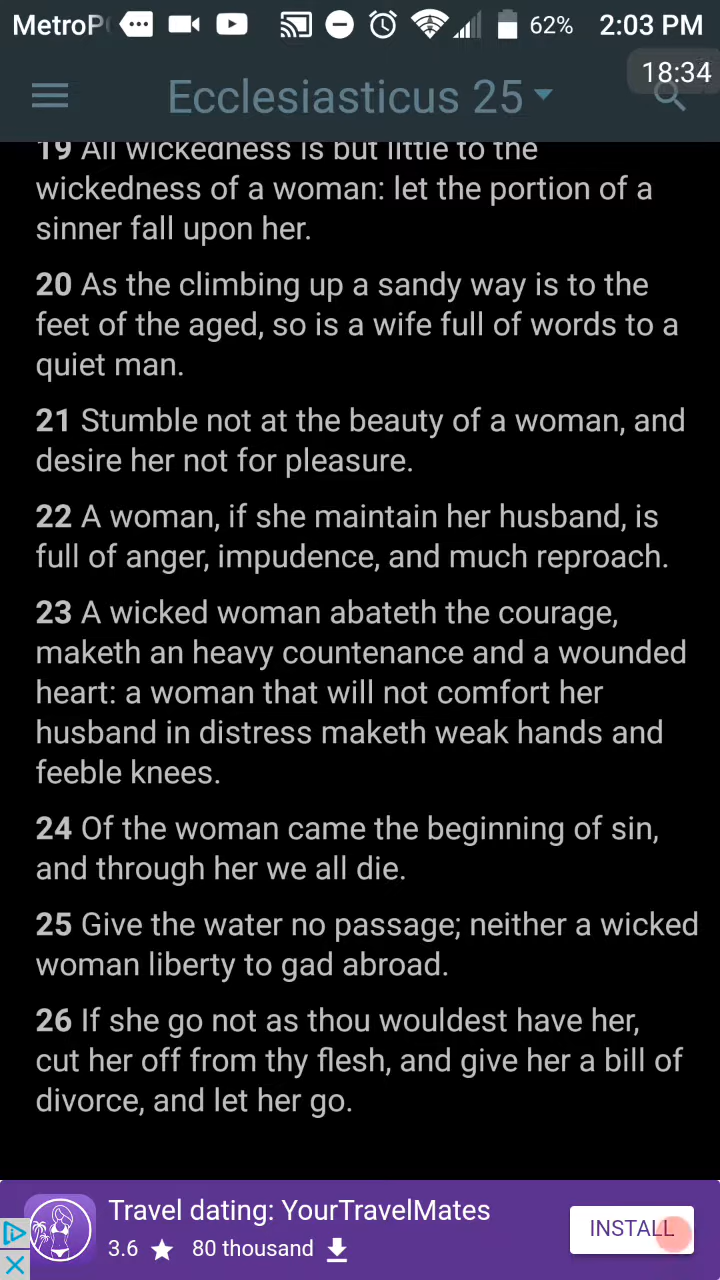 MetroP 62% 2:03 PM
18:34
Ecclesiasticus 25
19 All wickedness is but little to the
wickedness of a woman: let the portion of a
sinner fall upon her.
20 As the climbing up a sandy way is to the
feet of the aged, so is a wife full of words to a
quiet man.
21 Stumble not at the beauty of a woman, and
desire her not for pleasure.
22 A woman, if she maintain her husband, is
full of anger, impudence, and much reproach.
23 A wicked woman abateth the courage,
maketh an heavy countenance and a wounded
heart: a woman that will not comfort her
husband in distress maketh weak hands and
feeble knees.
24 Of the woman came the beginning of sin,
and through her we all die.
25 Give the water no passage; neither a wicked
woman liberty to gad abroad.
26 If she go not as thou wouldest have her,
cut her off from thy flesh, and give her a bill of
divorce, and let her go.
Travel dating: YourTravelMates
3.6 ★ 80 thousand
INSTALL